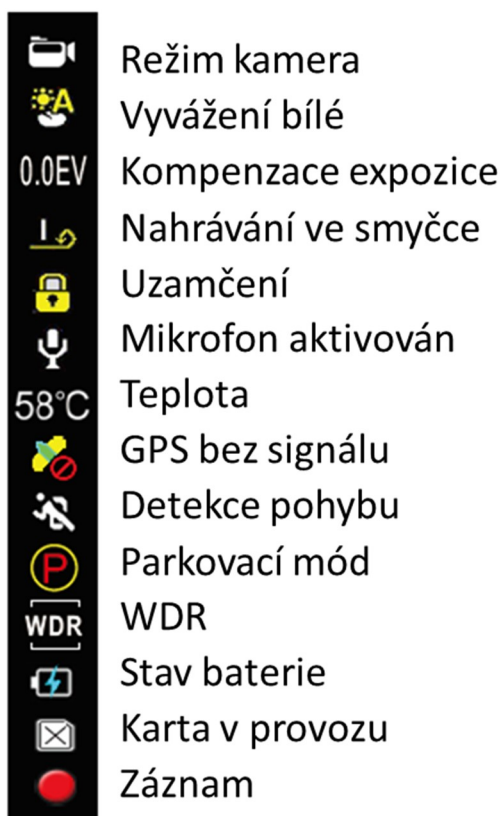 Režim kamera
A Vyvážení bílé
0.0EV Kompenzace expozice
1 Nahrávání ve smyčce
Uzamčení
Mikrofon aktivován
58°C Teplota
GPS bez signálu
Detekce pohybu
P Parkovací mód
WDR WDR
Stav baterie
Karta v provozu
Záznam